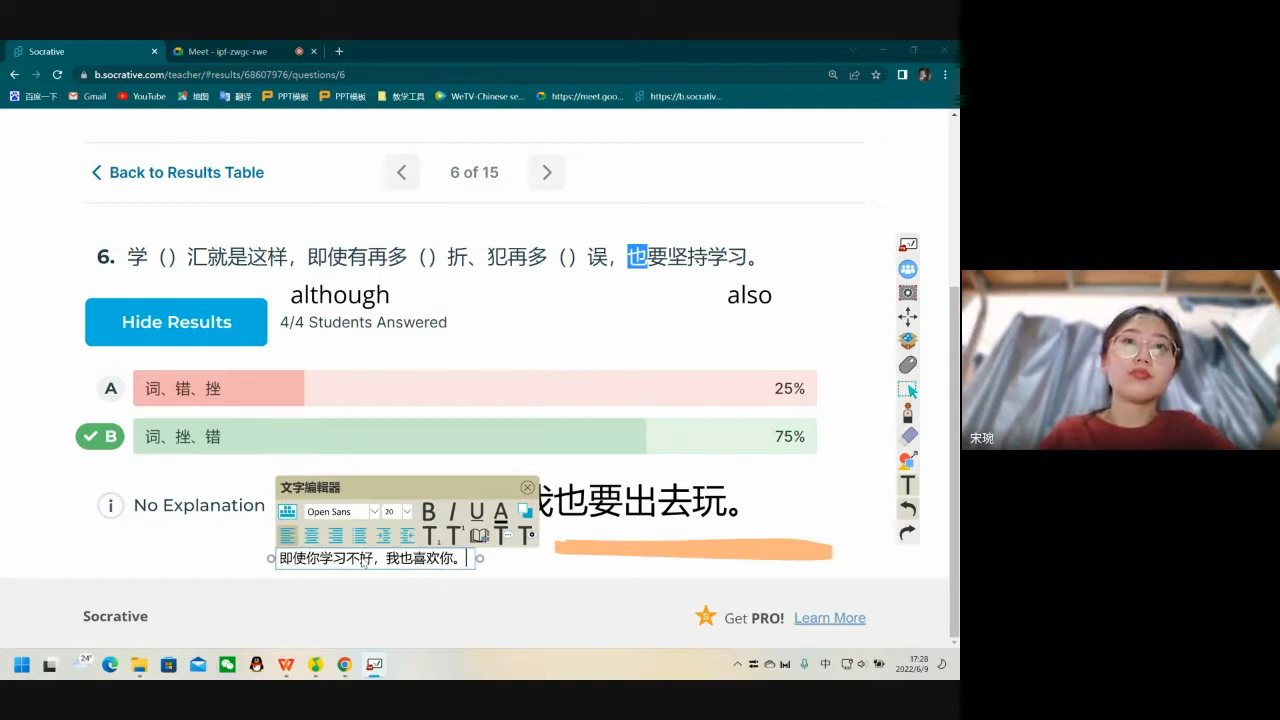 Socrative
Meet - ipf-zwgc-rwe
b.socrative.com/teacher/#results/68607976/questions/6
百度一下 Gmail YouTube 地图 翻译 PPT模板 PPT模板 教学工具 WeTV-Chinese se... https://meet.goo... https://b.socrativ...
Back to Results Table
6 of 15
6. 学（）汇就是这样，即使有再多（）折、犯再多（）误，也要坚持学习。
although also
Hide Results
4/4 Students Answered
A 词、错、挫 25%
B 词、挫、错 75%
No Explanation
文字编辑器
Open Sans 20
B I U A
也要出去玩。
即使你学习不好，我也喜欢你。
Socrative
Get PRO! Learn More
24°
中
17:28
2022/6/9
宋琬